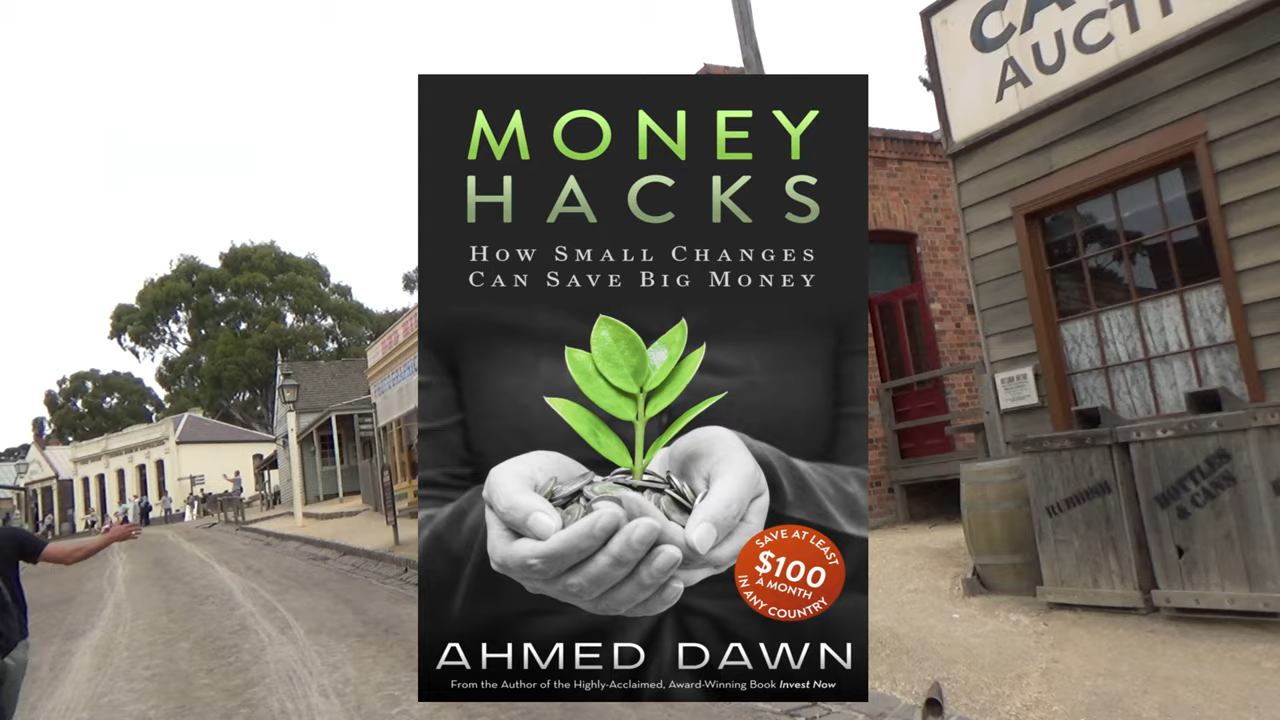 MONEY
HACKS
How Small Changes
Can Save Big Money
SAVE AT LEAST
$100
A MONTH
IN ANY COUNTRY
AHMED DAWN
From the Author of the Highly-Acclaimed, Award-Winning Book Invest Now
RUBBISH
BOTTLES
& CANS